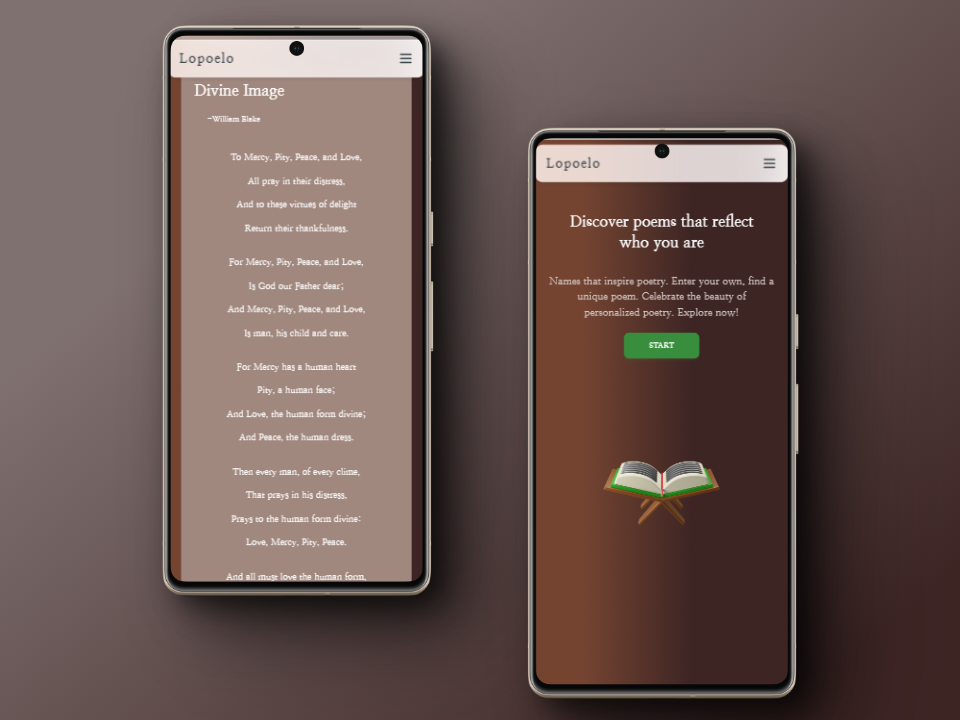 Lopoelo
Divine Image
~William Blake
To Mercy, Pity, Peace, and Love,
All pray in their distress,
And to these virtues of delight
Return their thankfulness.
For Mercy, Pity, Peace, and Love,
Is God our Father dear;
And Mercy, Pity, Peace, and Love,
Is man, his child and care.
For Mercy has a human heart
Pity, a human face;
And Love, the human form divine;
And Peace, the human dress.
Then every man, of every clime,
That prays in his distress,
Prays to the human form divine:
Love, Mercy, Pity, Peace.
And all must love the human form,
Lopoelo
Discover poems that reflect
who you are
Names that inspire poetry. Enter your own, find a
unique poem. Celebrate the beauty of
personalized poetry. Explore now!
START